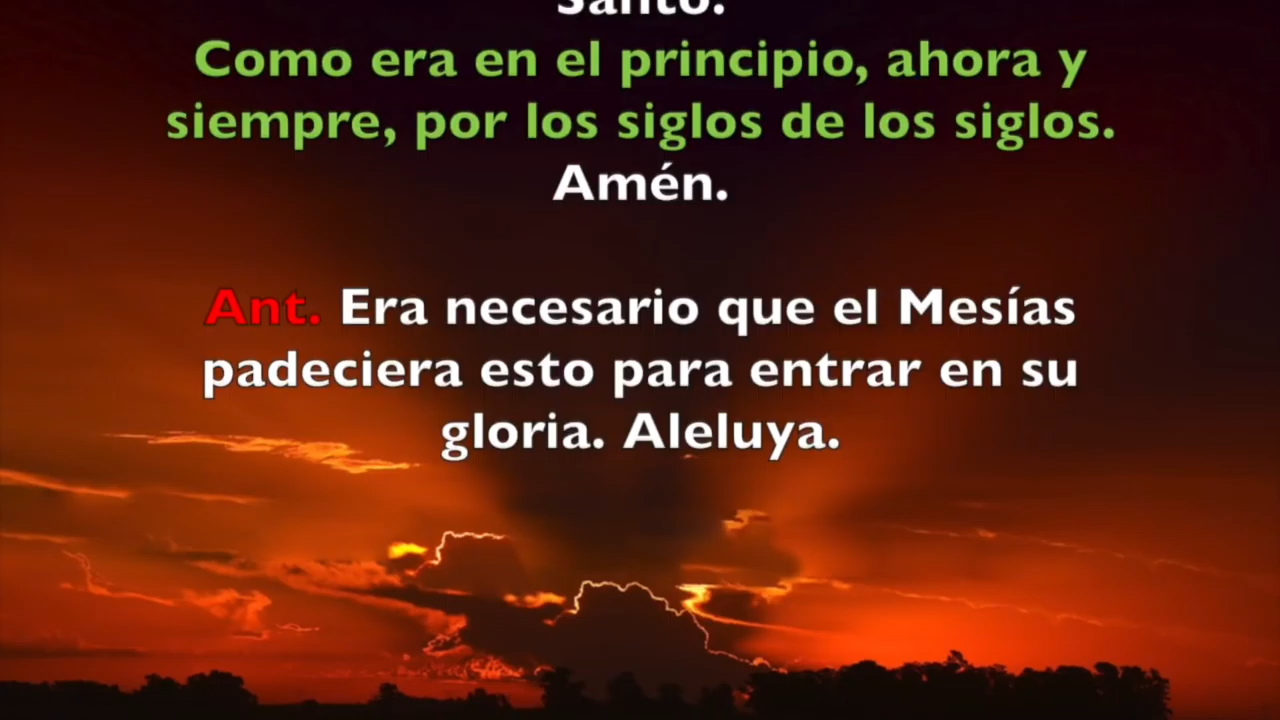 Santo.
Como era en el principio, ahora y
siempre, por los siglos de los siglos.
Amén.
Ant. Era necesario que el Mesías
padeciera esto para entrar en su
gloria. Aleluya.